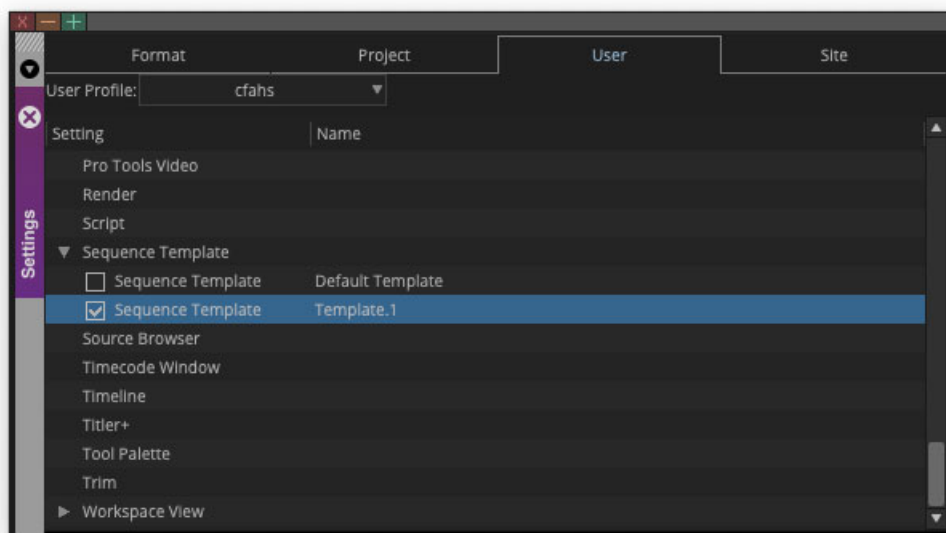 Format Project User Site
User Profile: cfahs
Settings
Setting Name
Pro Tools Video
Render
Script
Sequence Template
Sequence Template Default Template
Sequence Template Template.1
Source Browser
Timecode Window
Timeline
Titler+
Tool Palette
Trim
Workspace View